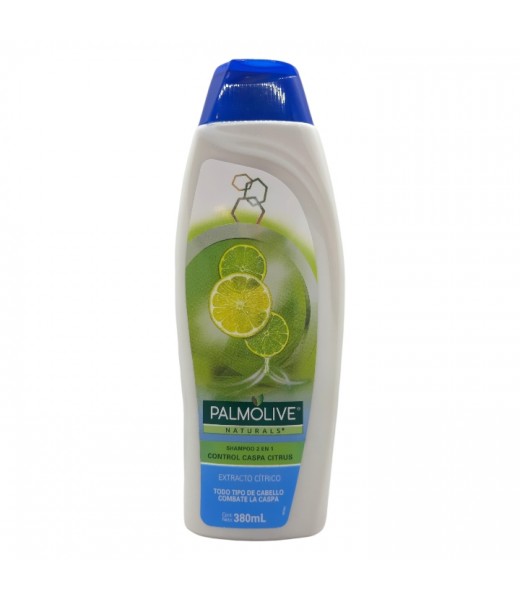 PALMOLIVE®
NATURALS®
SHAMPOO 2 EN 1
CONTROL CASPA CITRUS
EXTRACTO CÍTRICO
TODO TIPO DE CABELLO
COMBATE LA CASPA
380mL